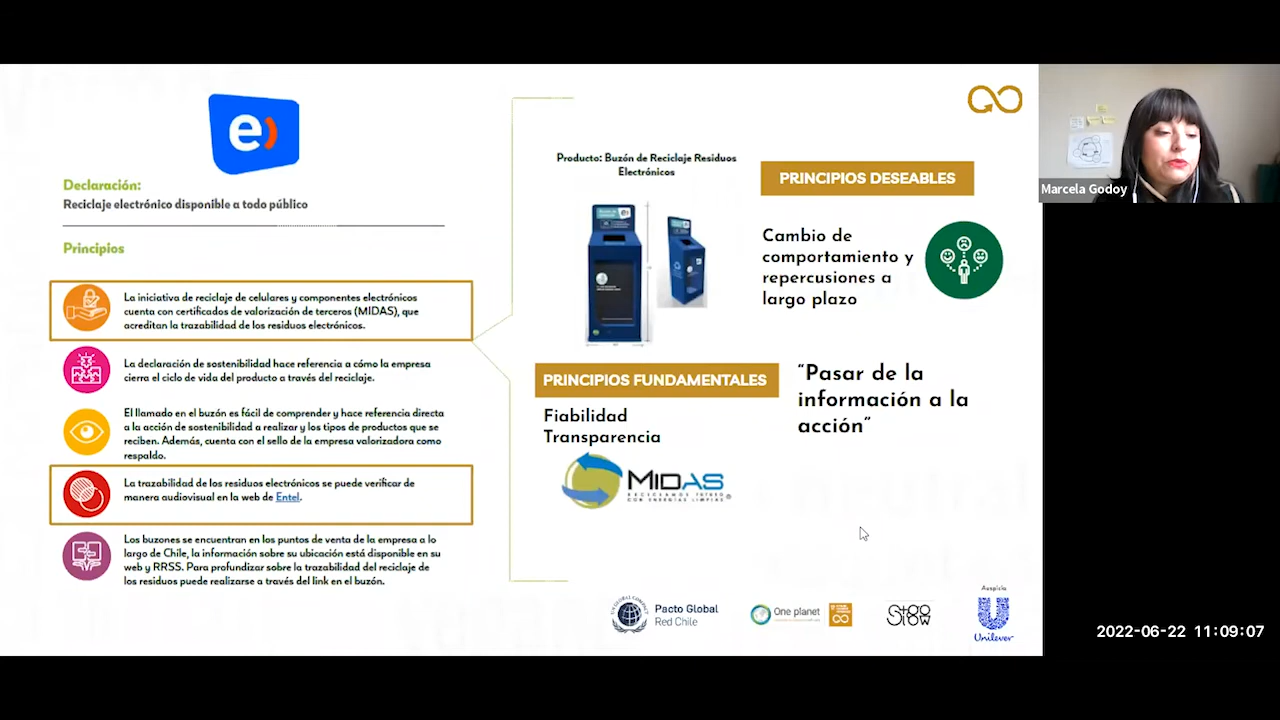 e)
Declaración:
Reciclaje electrónico disponible a todo público
Principios
La iniciativa de reciclaje de celulares y componentes electrónicos
cuenta con certificados de valorización de terceros (MIDAS), que
acreditan la trazabilidad de los residuos electrónicos.
La declaración de sostenibilidad hace referencia a cómo la empresa
cierra el ciclo de vida del producto a través del reciclaje.
El llamado en el buzón es fácil de comprender y hace referencia directa
a la acción de sostenibilidad a realizar y los tipos de productos que se
reciben. Además, cuenta con el sello de la empresa valorizadora como
respaldo.
La trazabilidad de los residuos electrónicos se puede verificar de
manera audiovisual en la web de Entel.
Los buzones se encuentran en los puntos de venta de la empresa a lo
largo de Chile, la información sobre su ubicación está disponible en su
web y RRSS. Para profundizar sobre la trazabilidad del reciclaje de
los residuos puede realizarse a través del link en el buzón.
Producto: Buzón de Reciclaje Residuos
Electrónicos
PRINCIPIOS FUNDAMENTALES
Fiabilidad
Transparencia
MIDAS
RECICLAMOS FUTURO
CON ENERGÍAS LIMPIAS
PRINCIPIOS DESEABLES
Cambio de
comportamiento y
repercusiones a
largo plazo
“Pasar de la
información a la
acción”
Pacto Global
Red Chile
One planet
Stgo
Slow
Auspicia
Unilever
Marcela Godoy
2022-06-22 11:09:07